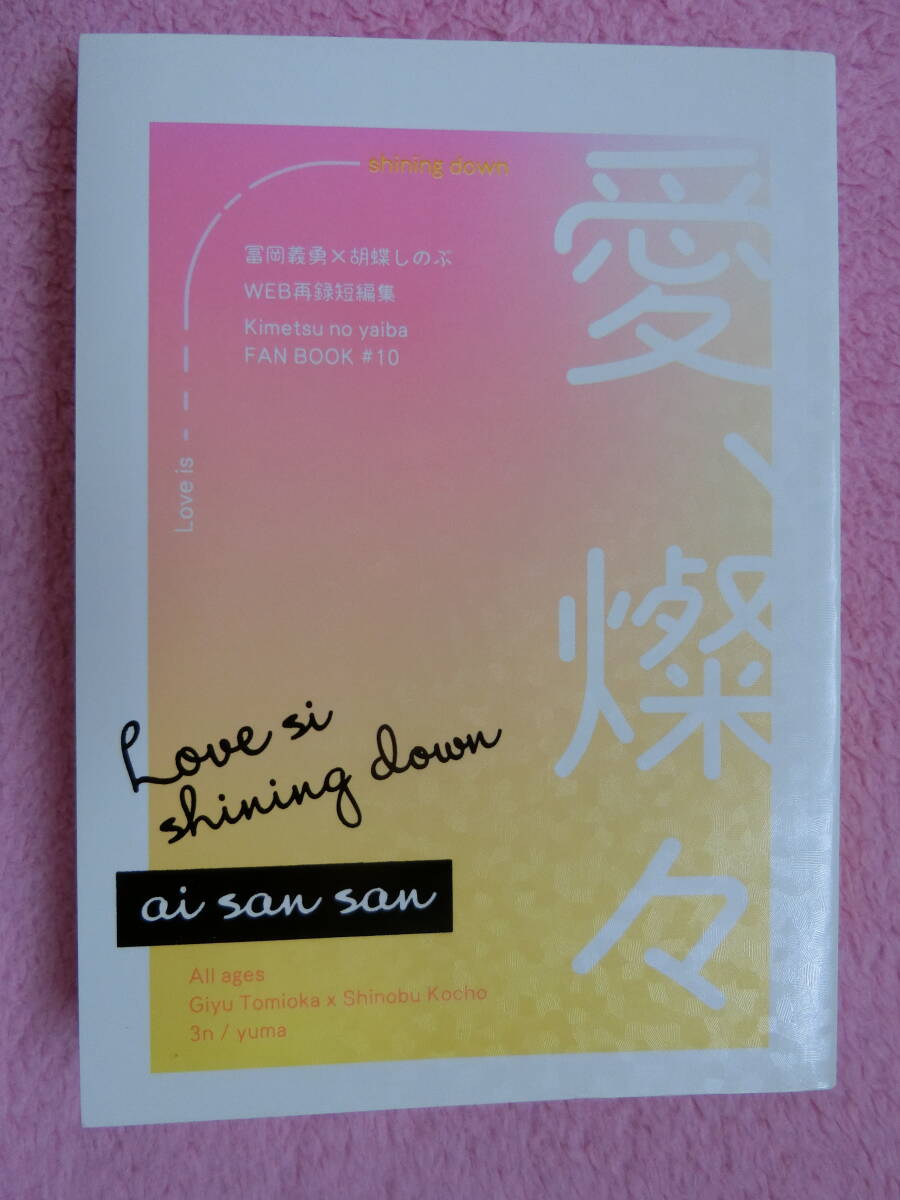 shining down
Love is
冨岡義勇×胡蝶しのぶ
WEB再録短編集
Kimetsu no yaiba
FAN BOOK #10
愛、燦々
Love si
shining down
ai san san
All ages
Giyu Tomioka x Shinobu Kocho
3n / yuma